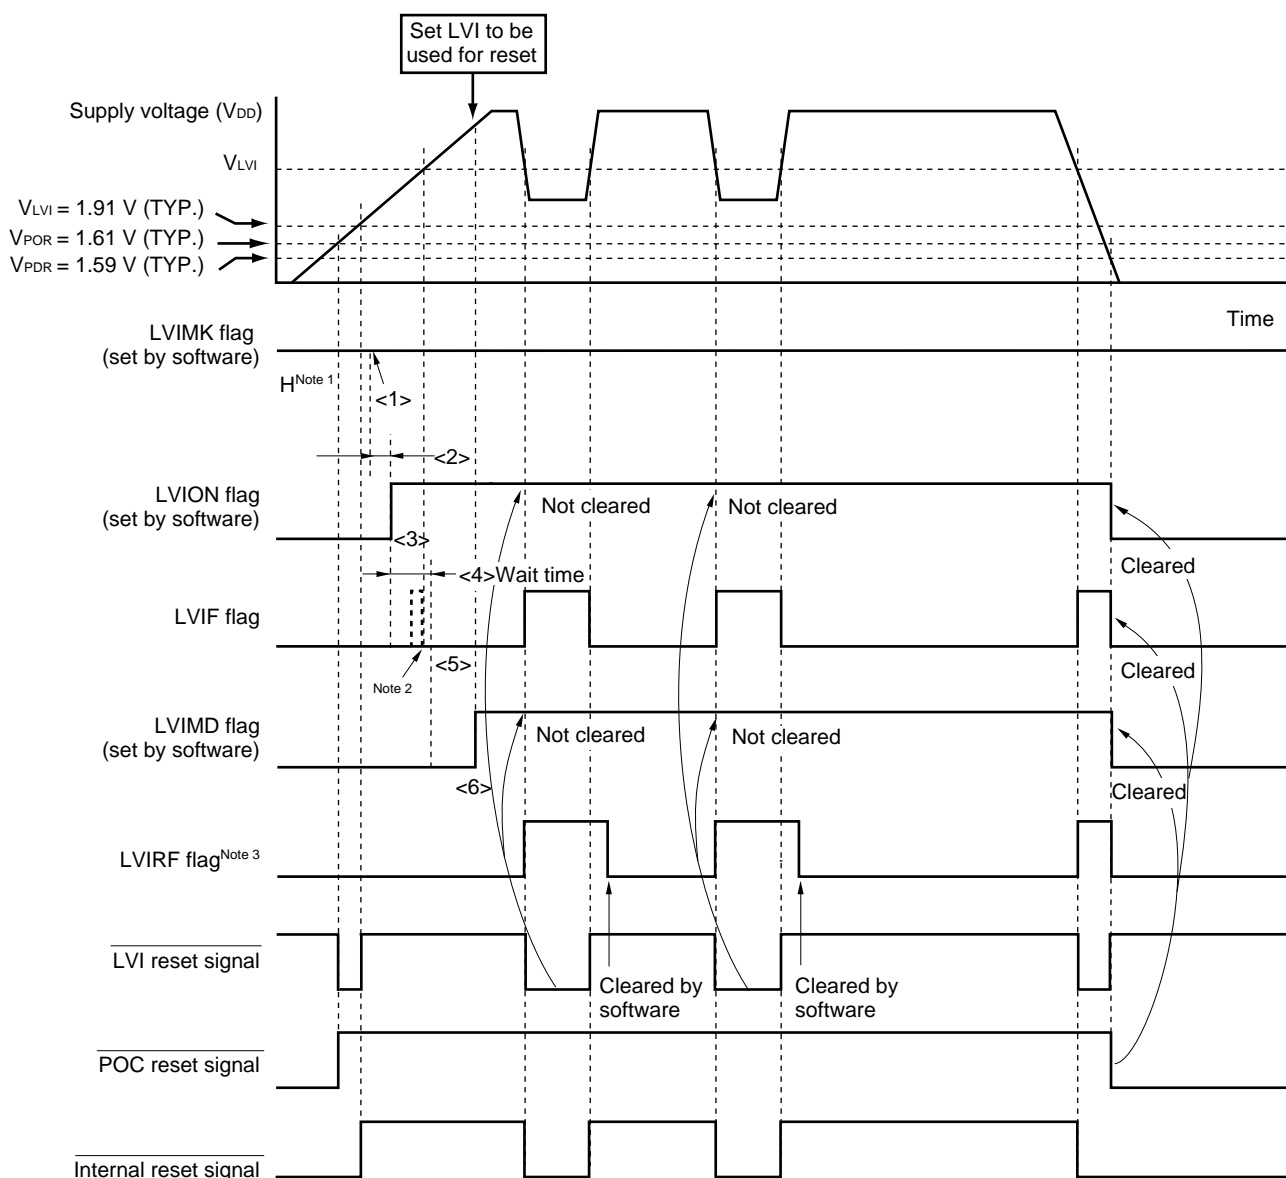 Set LVI to be
used for reset
Supply voltage (VDD)
VLVI
VLVI = 1.91 V (TYP.)
VPOR = 1.61 V (TYP.)
VPDR = 1.59 V (TYP.)
Time
LVIMK flag
(set by software)
HNote 1
<1>
<2>
LVION flag
(set by software)
Not cleared
Not cleared
<3>
<4>Wait time
Cleared
LVIF flag
<5>
Note 2
Cleared
LVIMD flag
(set by software)
Not cleared
Not cleared
<6>
Cleared
LVIRF flagNote 3
LVI reset signal
Cleared by
software
Cleared by
software
POC reset signal
Internal reset signal